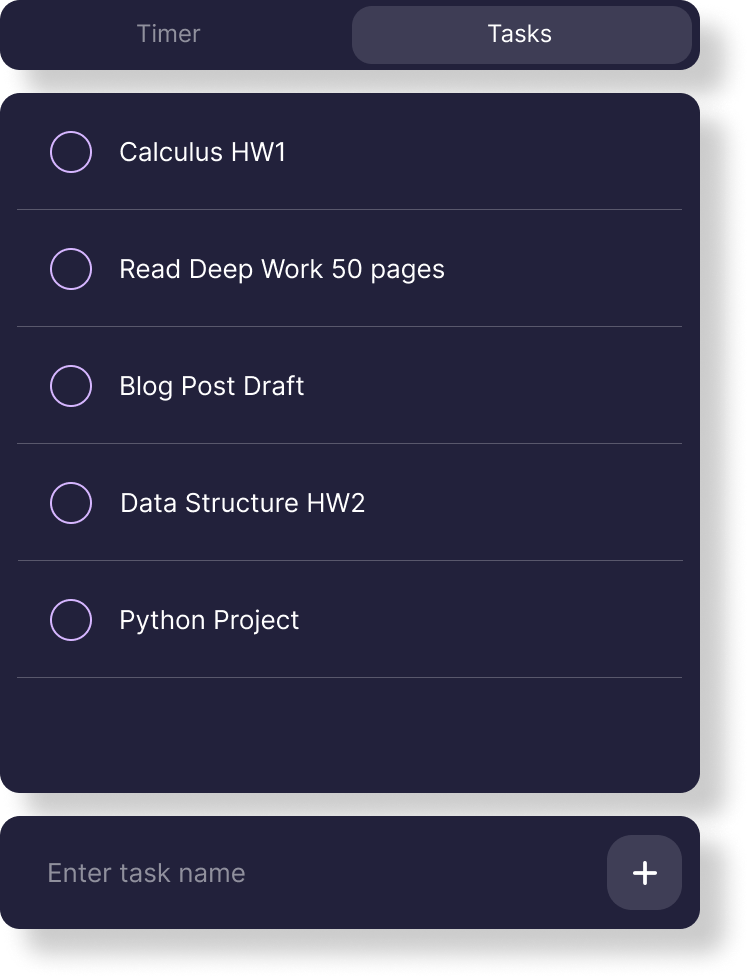 Timer
Tasks
Calculus HW1
Read Deep Work 50 pages
Blog Post Draft
Data Structure HW2
Python Project
Enter task name